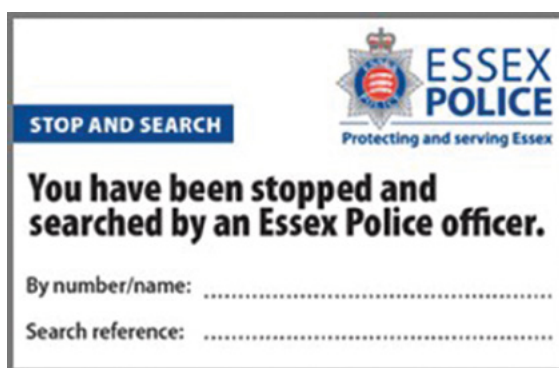 ESSEX
POLICE
Protecting and serving Essex
STOP AND SEARCH
You have been stopped and
searched by an Essex Police officer.
By number/name: ........................................................
Search reference: ........................................................